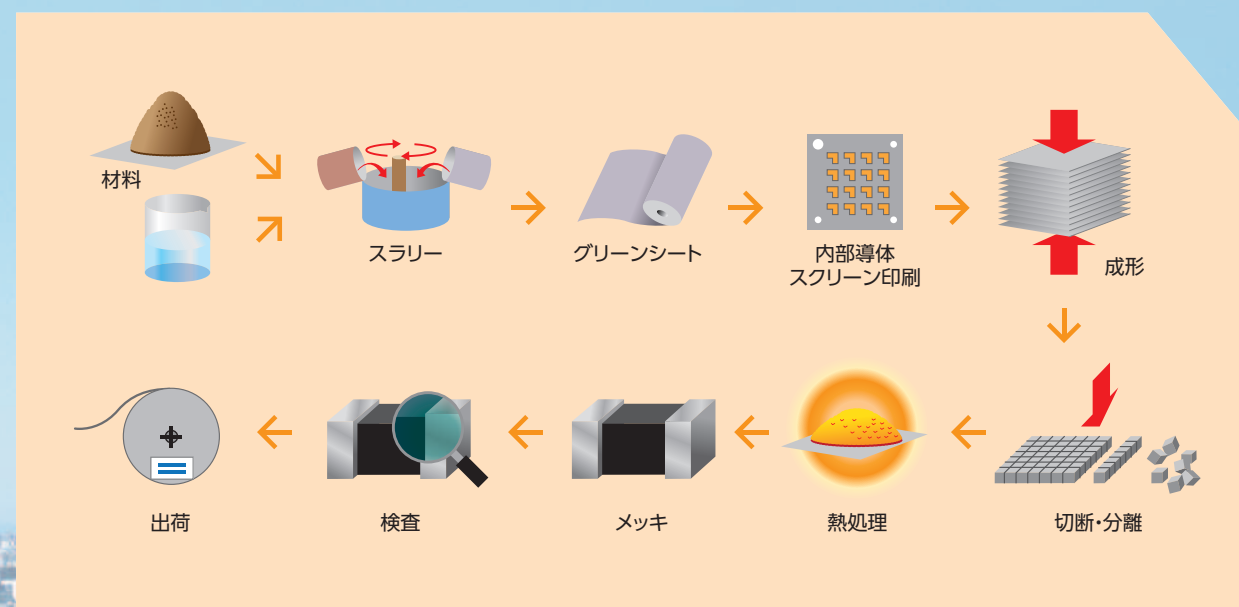 材料
スラリー
グリーンシート
内部導体
スクリーン印刷
成形
切断・分離
熱処理
メッキ
検査
出荷